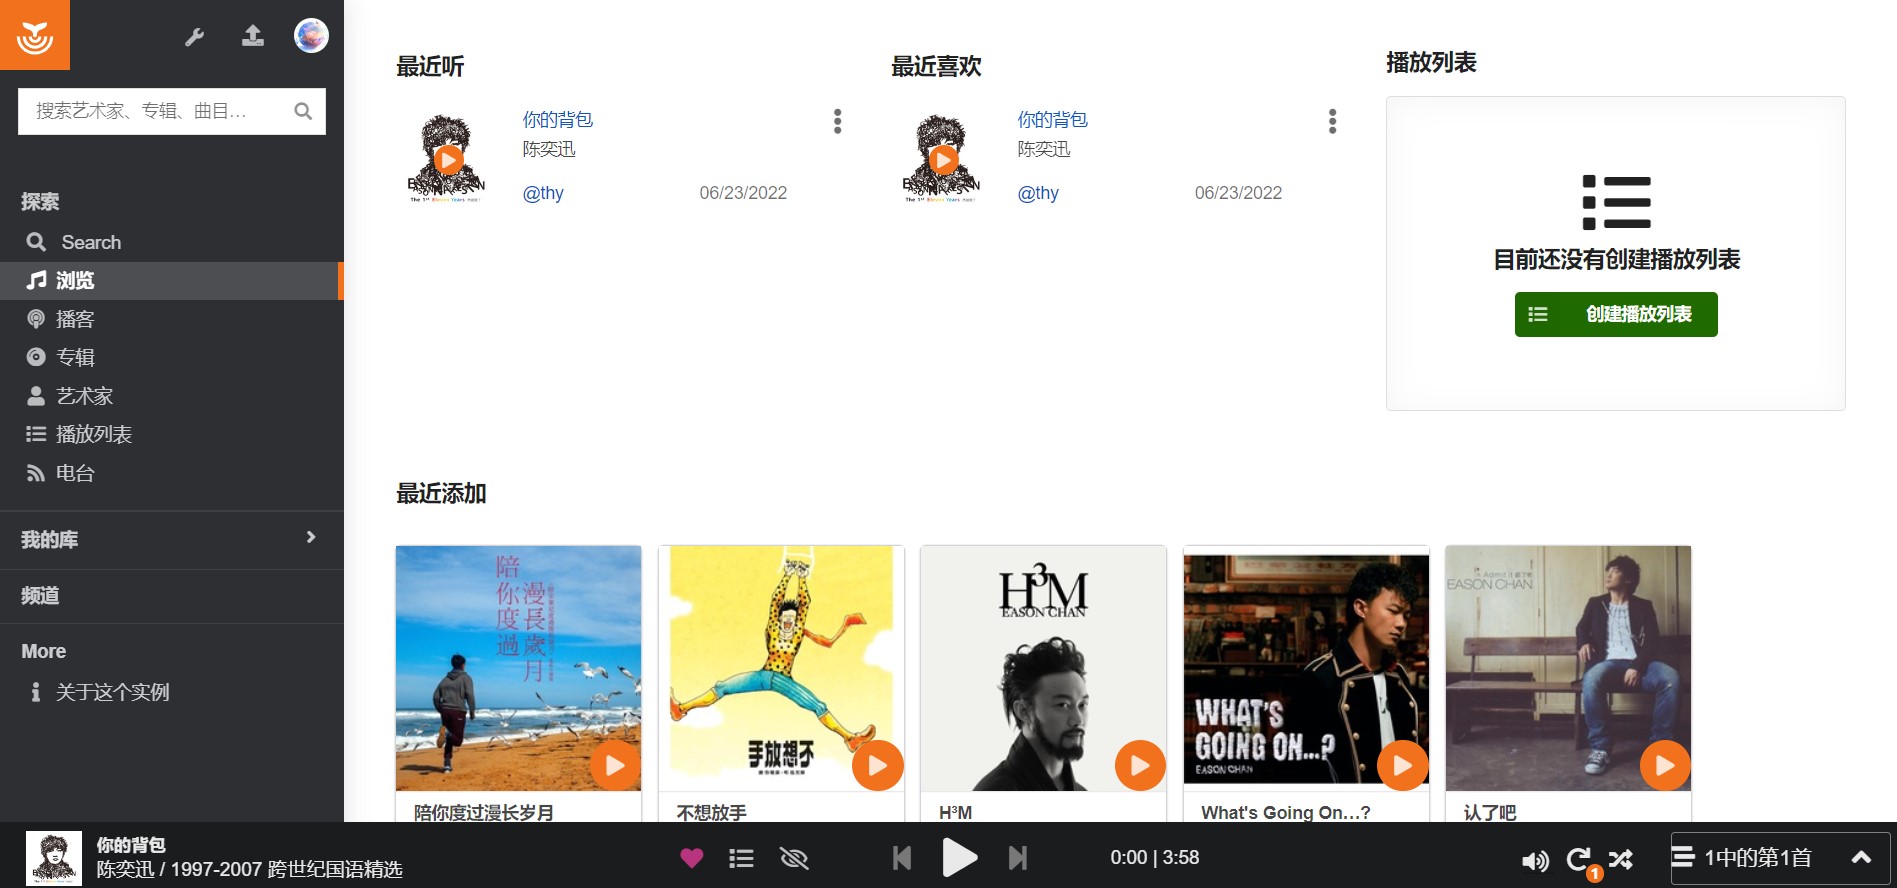 搜索艺术家、专辑、曲目…
探索
Search
浏览
播客
专辑
艺术家
播放列表
电台
我的库
频道
More
关于这个实例
最近听
你的背包
陈奕迅
@thy
06/23/2022
The 1st Eleven Years
最近喜欢
你的背包
陈奕迅
@thy
06/23/2022
The 1st Eleven Years
播放列表
目前还没有创建播放列表
创建播放列表
最近添加
陪你度過
漫長歲月
陪你度过漫长岁月
手放想不
不想放手
H³M
EASON CHAN
H³M
WHAT'S
GOING ON...?
EASON CHAN
What's Going On…?
EASON CHAN
认了吧
你的背包
陈奕迅 / 1997-2007 跨世纪国语精选
0:00 | 3:58
1
1中的第1首